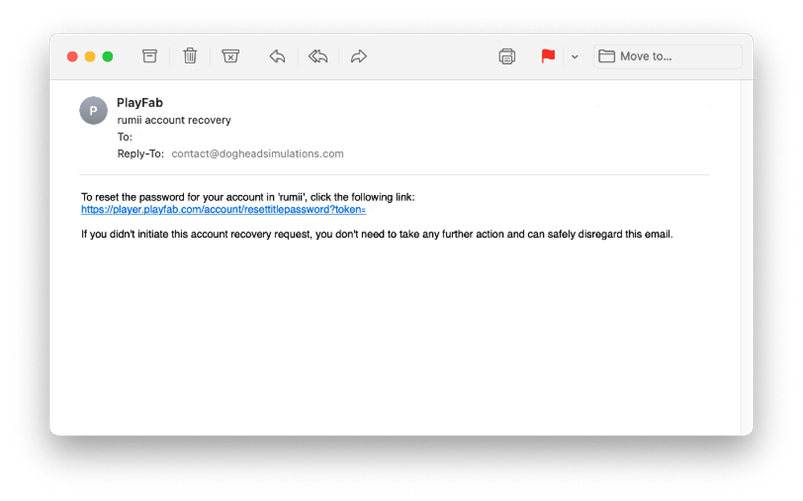 Move to...
P
PlayFab
rumii account recovery
To:
Reply-To: contact@dogheadsimulations.com
To reset the password for your account in 'rumii', click the following link:
https://player.playfab.com/account/resettitlepassword?token=
If you didn't initiate this account recovery request, you don't need to take any further action and can safely disregard this email.